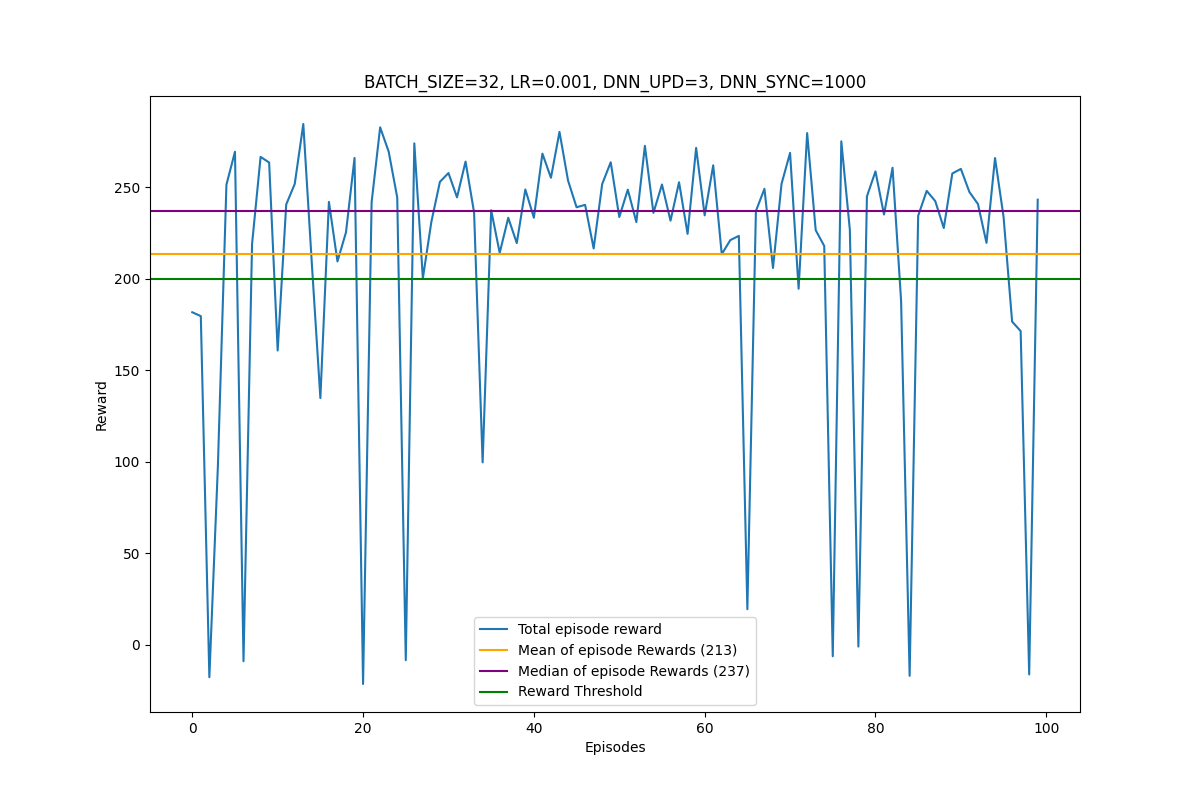 BATCH_SIZE=32, LR=0.001, DNN_UPD=3, DNN_SYNC=1000
Reward
250
200
150
100
50
0
Total episode reward
Mean of episode Rewards (213)
Median of episode Rewards (237)
Reward Threshold
0 20 40 60 80 100
Episodes